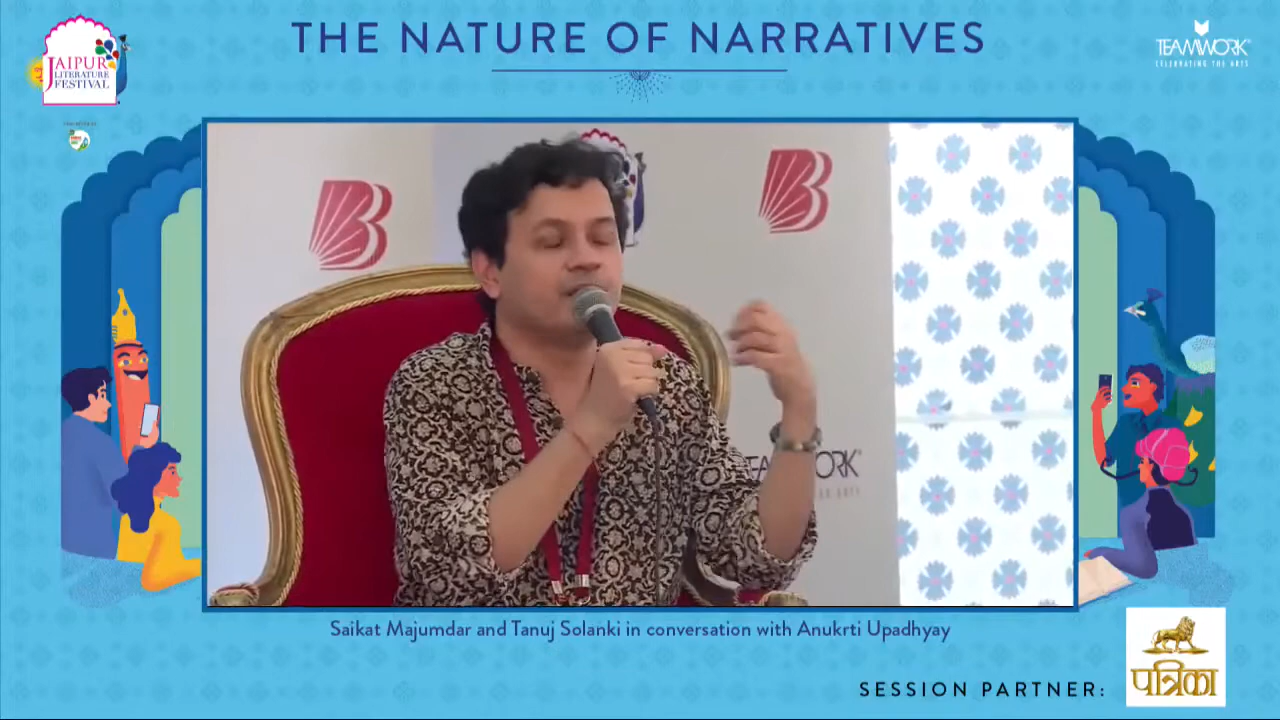 THE NATURE OF NARRATIVES
JAIPUR
LITERATURE
FESTIVAL
TEAMWORK
CELEBRATING THE ARTS
B
B
TEAMWORK
Saikat Majumdar and Tanuj Solanki in conversation with Anukrti Upadhyay
SESSION PARTNER:
पत्रिका